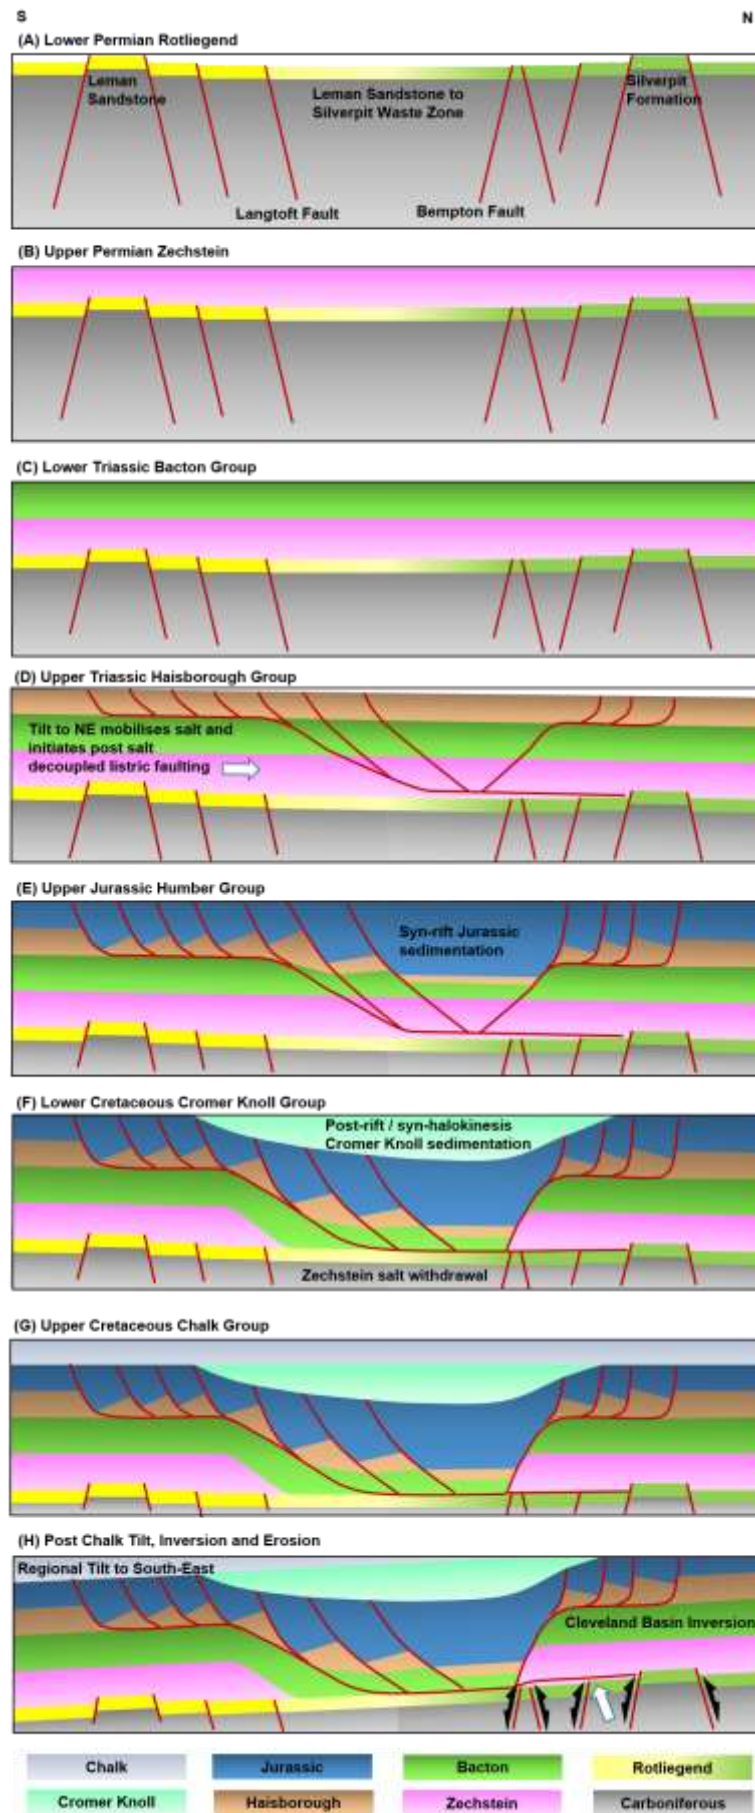 S
N
(A) Lower Permian Rotliegend
Leman
Sandstone
Leman Sandstone to
Silverpit Waste Zone
Silverpit
Formation
Langtoft Fault
Bempton Fault
(B) Upper Permian Zechstein
(C) Lower Triassic Bacton Group
(D) Upper Triassic Haisborough Group
Tilt to NE mobilises salt and
initiates post salt
decoupled listric faulting
(E) Upper Jurassic Humber Group
Syn-rift Jurassic
sedimentation
(F) Lower Cretaceous Cromer Knoll Group
Post-rift / syn-halokinesis
Cromer Knoll sedimentation
Zechstein salt withdrawal
(G) Upper Cretaceous Chalk Group
(H) Post Chalk Tilt, Inversion and Erosion
Regional Tilt to South-East
Cleveland Basin Inversion
Chalk
Jurassic
Bacton
Rotliegend
Cromer Knoll
Haisborough
Zechstein
Carboniferous